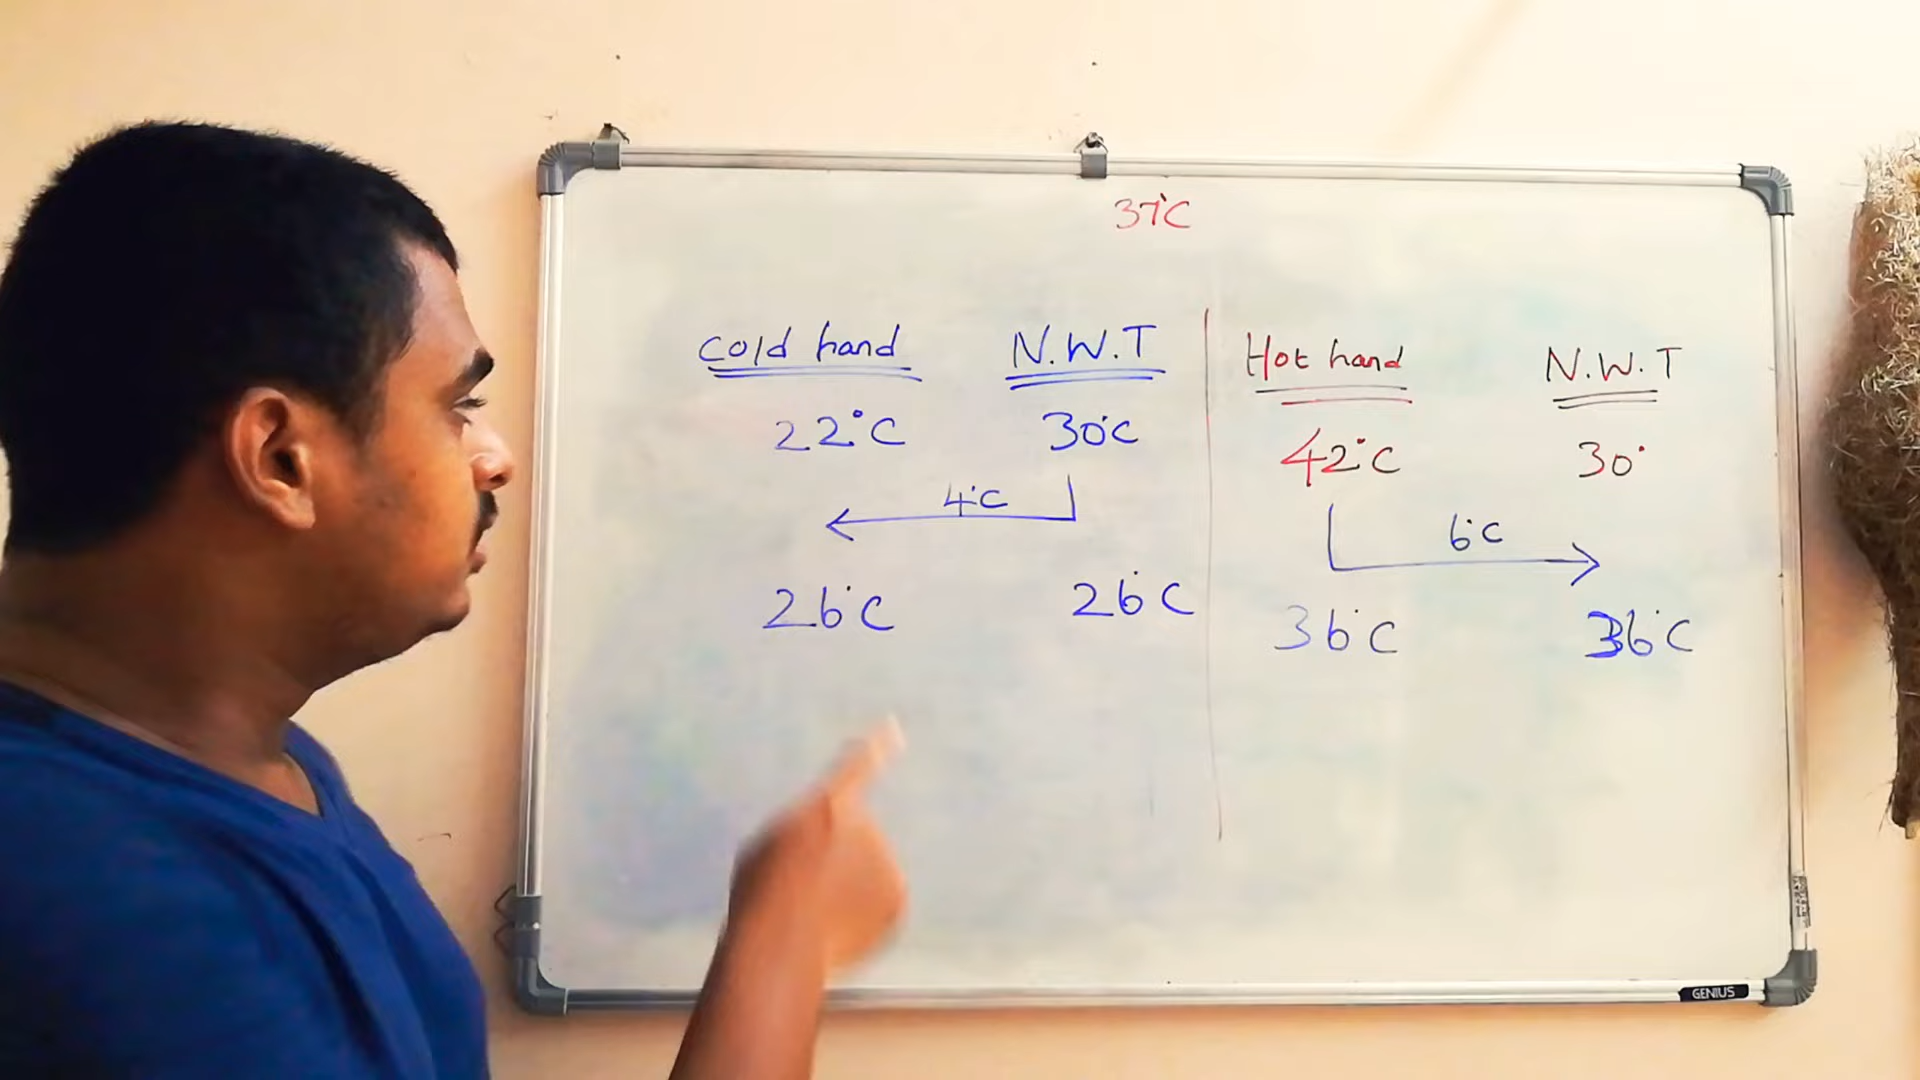 37°C
Cold hand N.W.T
22°C 30°C
4°C
26°C 26°C
Hot hand N.W.T
42°C 30°
6°C
36°C 36°C
GENIUS